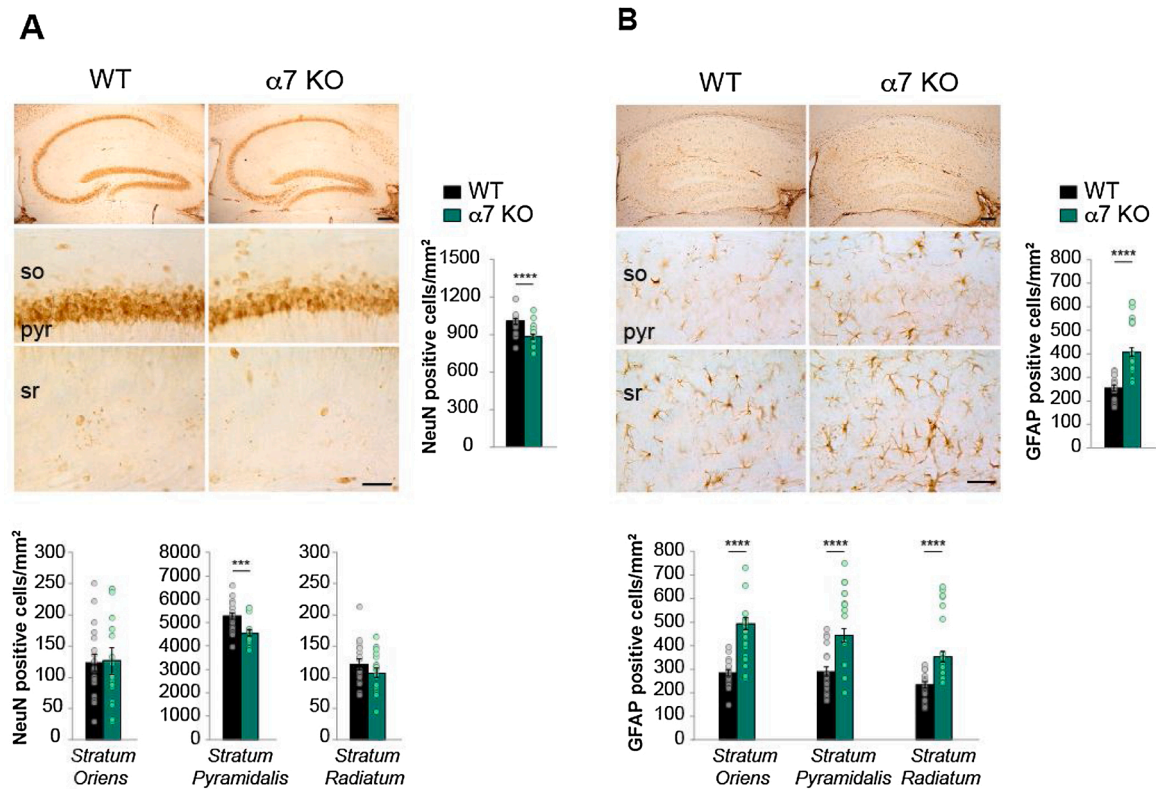 A
WT
α7 KO
so
pyr
sr
WT
α7 KO
NeuN positive cells/mm²
1500
1200
900
600
300
0
****
NeuN positive cells/mm²
300
250
200
150
100
50
0
Stratum
Oriens
8000
7000
6000
5000
4000
3000
2000
1000
0
***
Stratum
Pyramidalis
300
250
200
150
100
50
0
Stratum
Radiatum
B
WT
α7 KO
so
pyr
sr
WT
α7 KO
GFAP positive cells/mm²
800
700
600
500
400
300
200
100
0
****
GFAP positive cells/mm²
800
700
600
500
400
300
200
100
0
****
****
****
Stratum
Oriens
Stratum
Pyramidalis
Stratum
Radiatum